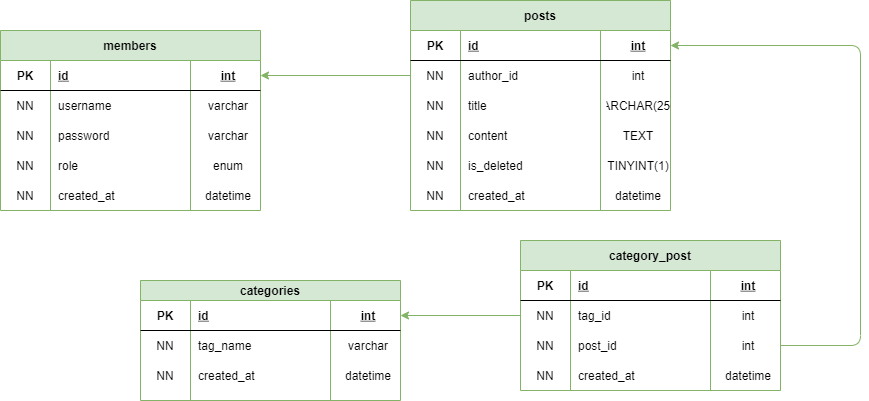 members
PK id int
NN username varchar
NN password varchar
NN role enum
NN created_at datetime
posts
PK id int
NN author_id int
NN title ARCHAR(25
NN content TEXT
NN is_deleted TINYINT(1)
NN created_at datetime
categories
PK id int
NN tag_name varchar
NN created_at datetime
category_post
PK id int
NN tag_id int
NN post_id int
NN created_at datetime